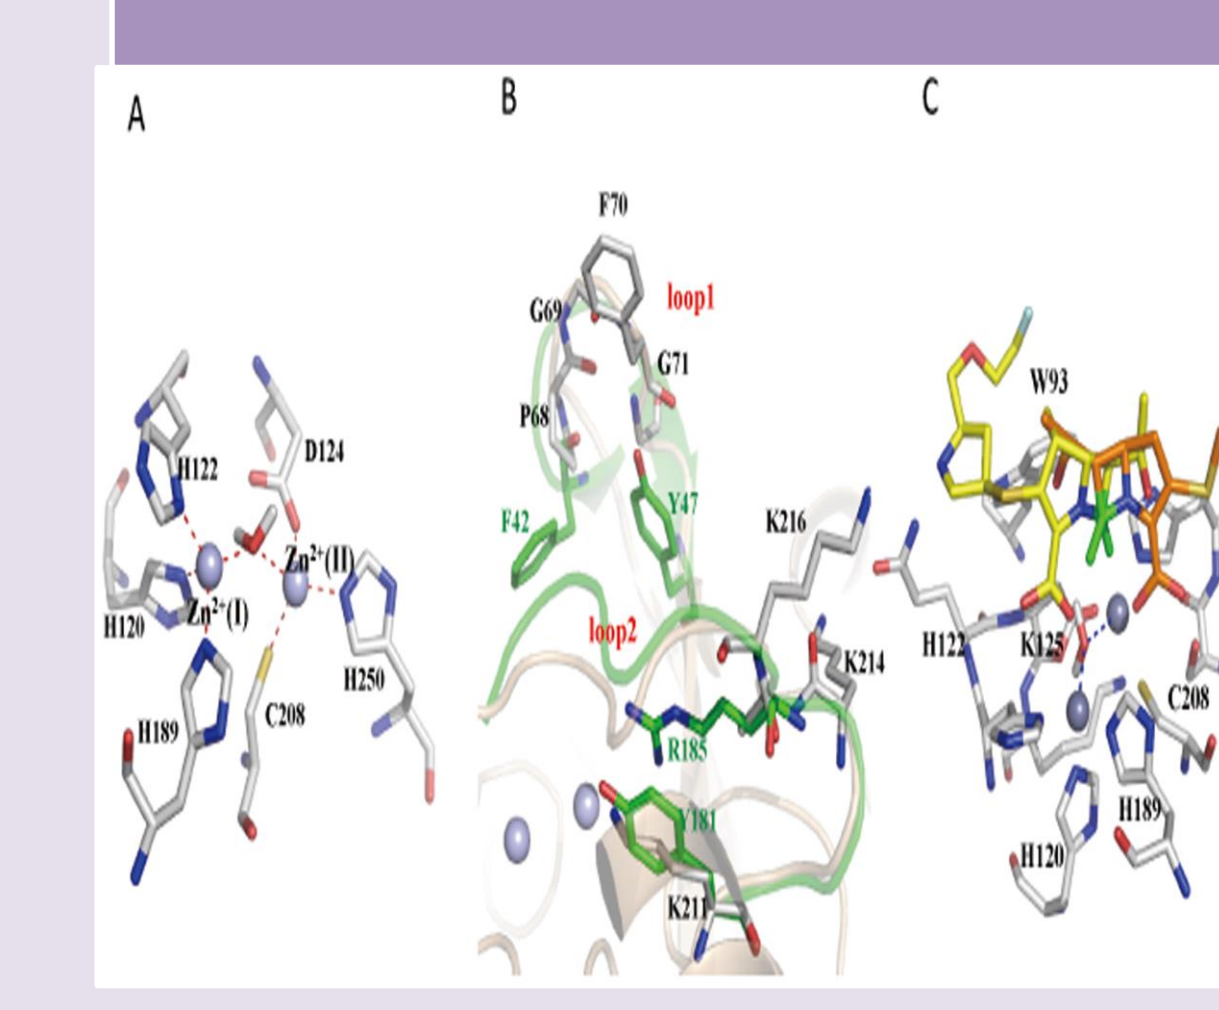 A
H122
D124
Zn²⁺(II)
Zn²⁺(I)
H120
H250
C208
H189
B
F70
loop1
G69
G71
P68
Y47
F42
K216
loop2
K214
R185
Y181
K211
C
W93
H122
K125
C208
H189
H120